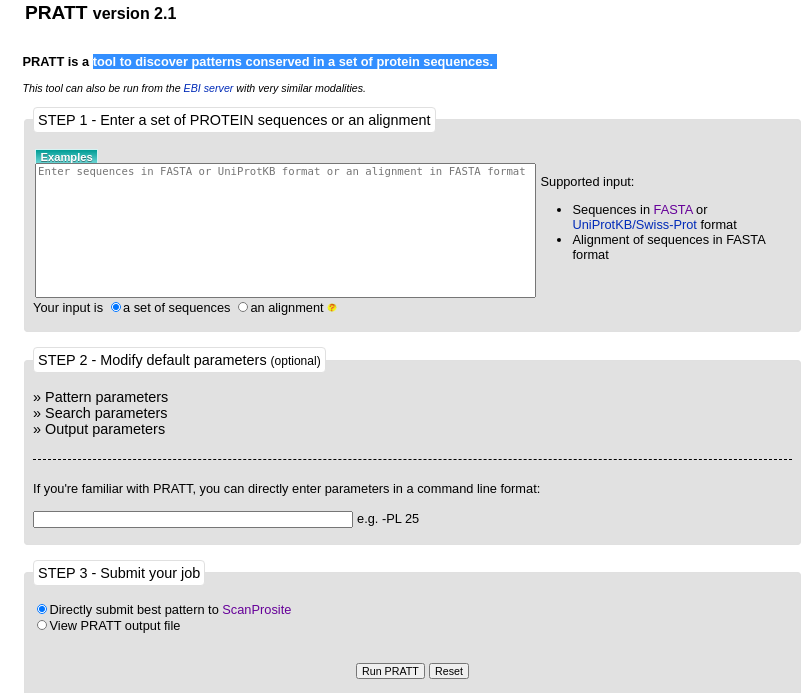 PRATT version 2.1
PRATT is a tool to discover patterns conserved in a set of protein sequences.
This tool can also be run from the EBI server with very similar modalities.
STEP 1 - Enter a set of PROTEIN sequences or an alignment
Examples
Enter sequences in FASTA or UniProtKB format or an alignment in FASTA format
Supported input:
• Sequences in FASTA or
UniProtKB/Swiss-Prot format
• Alignment of sequences in FASTA
format
Your input is a set of sequences an alignment ?
STEP 2 - Modify default parameters (optional)
» Pattern parameters
» Search parameters
» Output parameters
If you're familiar with PRATT, you can directly enter parameters in a command line format:
e.g. -PL 25
STEP 3 - Submit your job
Directly submit best pattern to ScanProsite
View PRATT output file
Run PRATT Reset